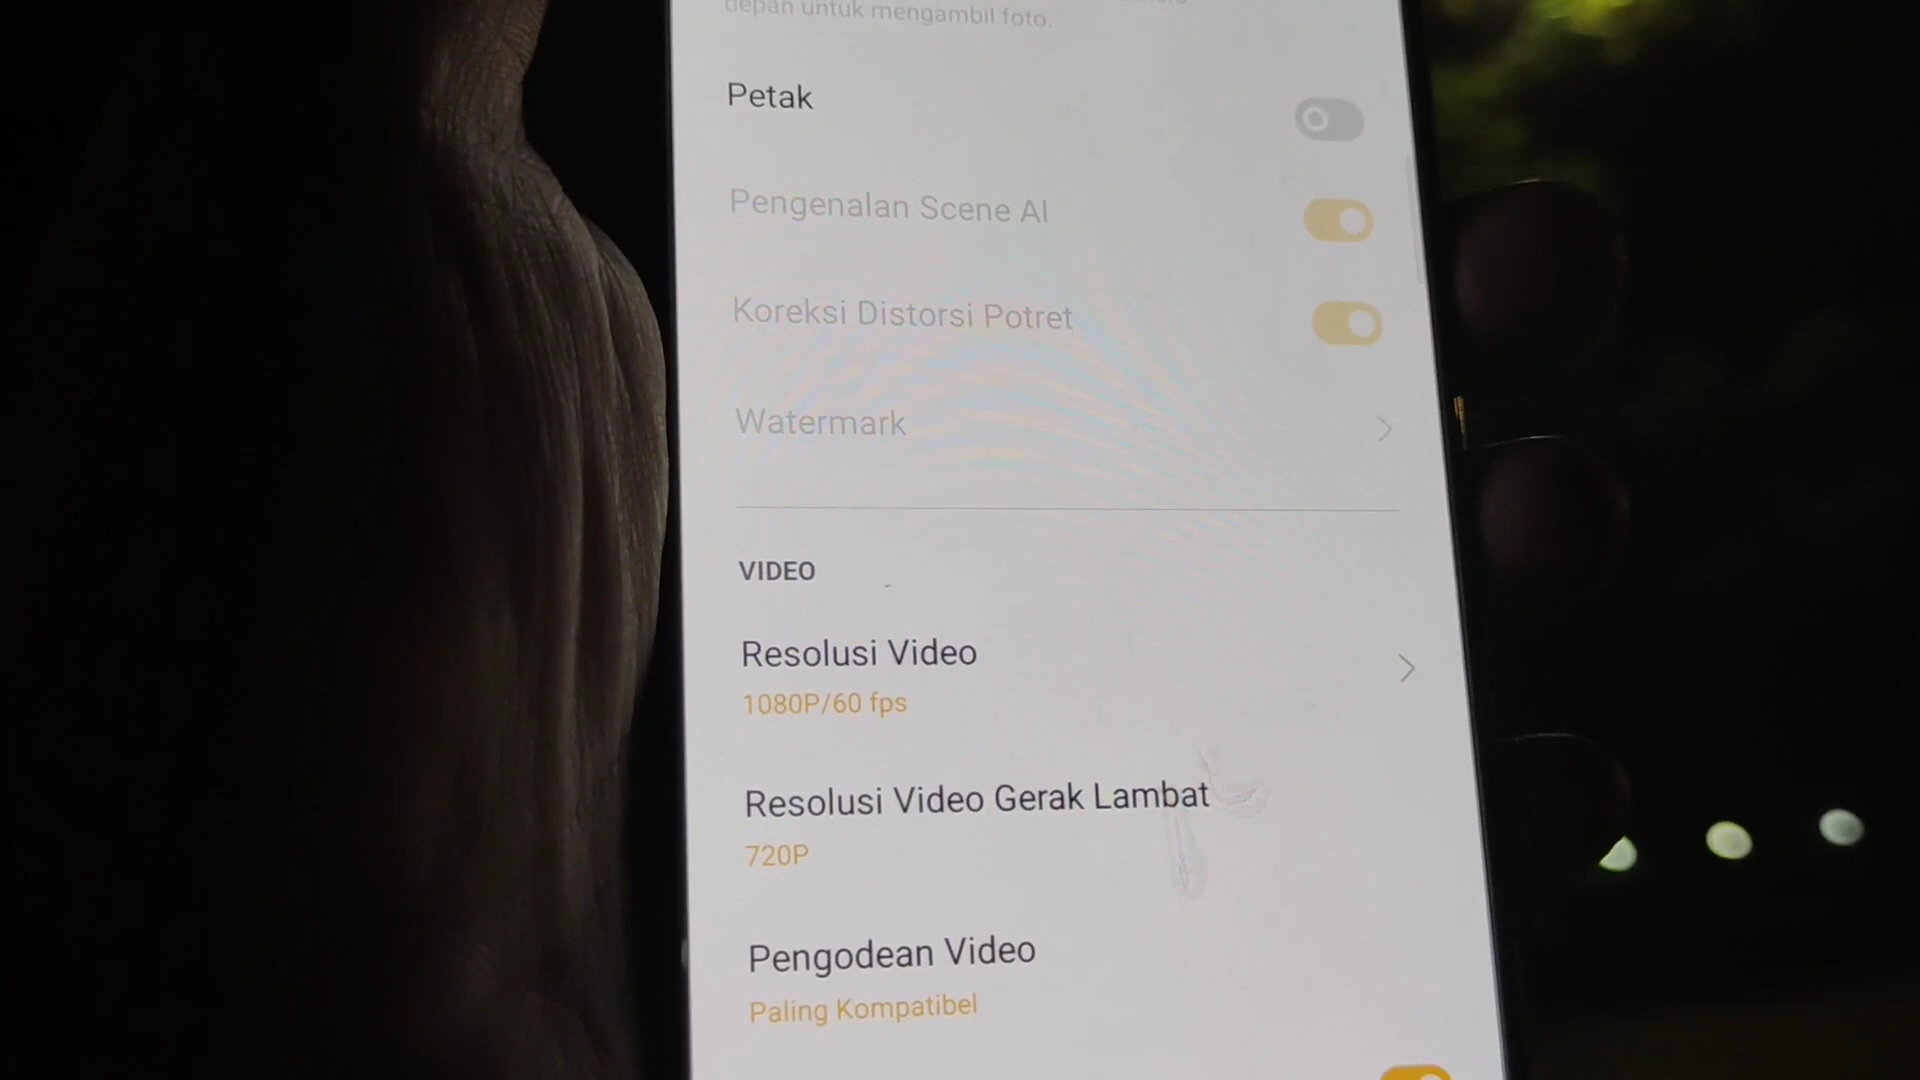 depan untuk mengambil foto.
Petak
Pengenalan Scene AI
Koreksi Distorsi Potret
Watermark
VIDEO
Resolusi Video
1080P/60 fps
Resolusi Video Gerak Lambat
720P
Pengodean Video
Paling Kompatibel